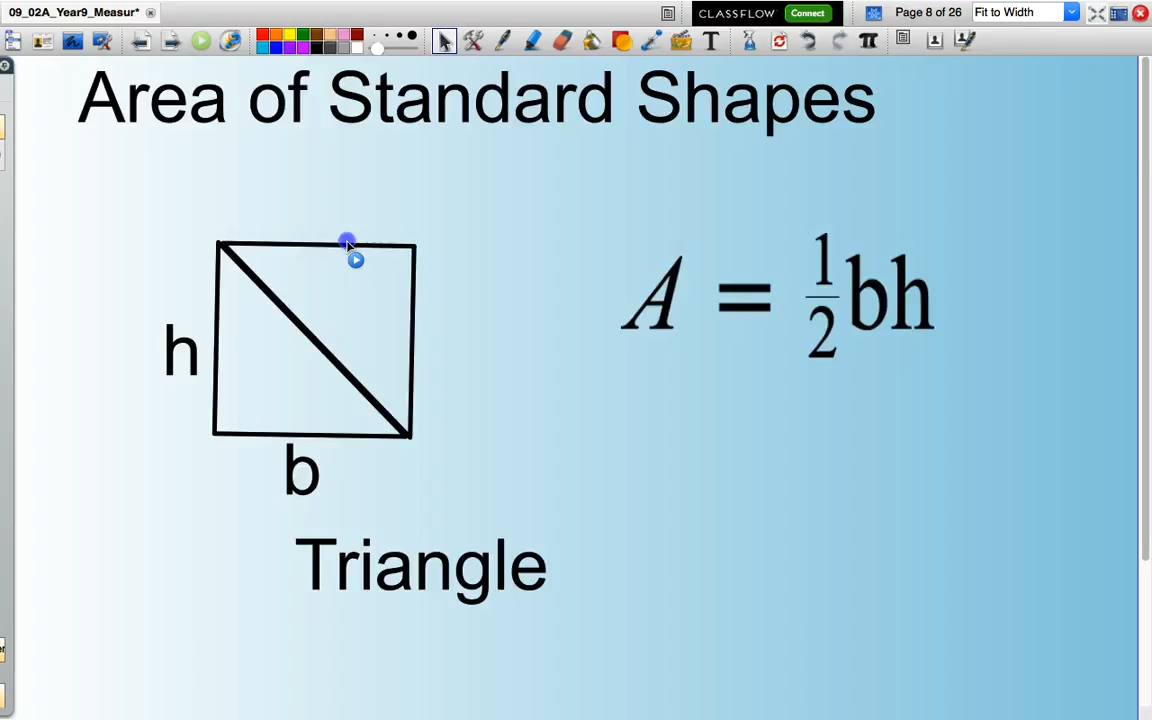 09_02A_Year9_Measur*
CLASSFLOW Connect
Page 8 of 26
Fit to Width
Area of Standard Shapes
h
b
A = 1/2 bh
Triangle